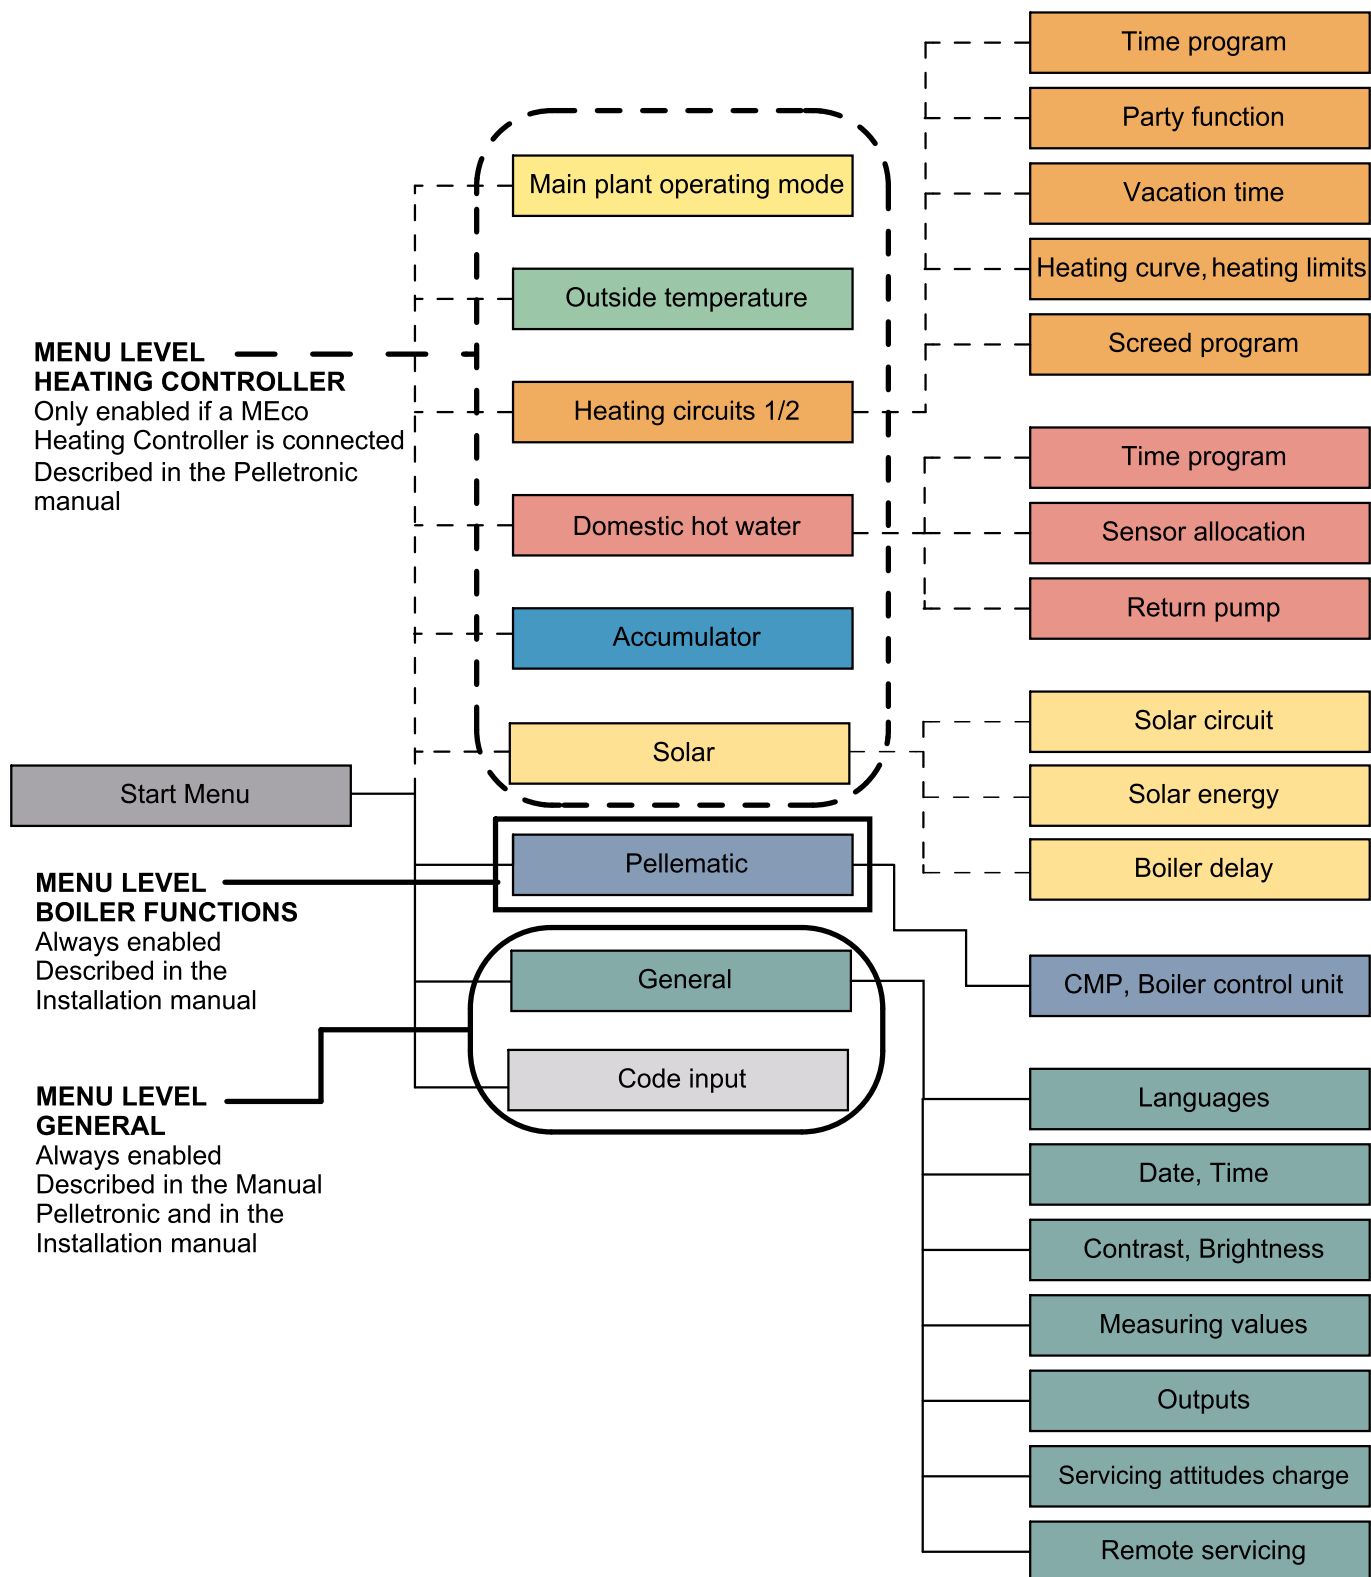 Time program
Party function
Vacation time
Heating curve, heating limits
Screed program
Main plant operating mode
Outside temperature
Heating circuits 1/2
Domestic hot water
Accumulator
Solar
MENU LEVEL
HEATING CONTROLLER
Only enabled if a MEco
Heating Controller is connected
Described in the Pelletronic
manual
Time program
Sensor allocation
Return pump
Solar circuit
Solar energy
Boiler delay
Start Menu
Pellematic
MENU LEVEL
BOILER FUNCTIONS
Always enabled
Described in the
Installation manual
CMP, Boiler control unit
General
Code input
MENU LEVEL
GENERAL
Always enabled
Described in the Manual
Pelletronic and in the
Installation manual
Languages
Date, Time
Contrast, Brightness
Measuring values
Outputs
Servicing attitudes charge
Remote servicing